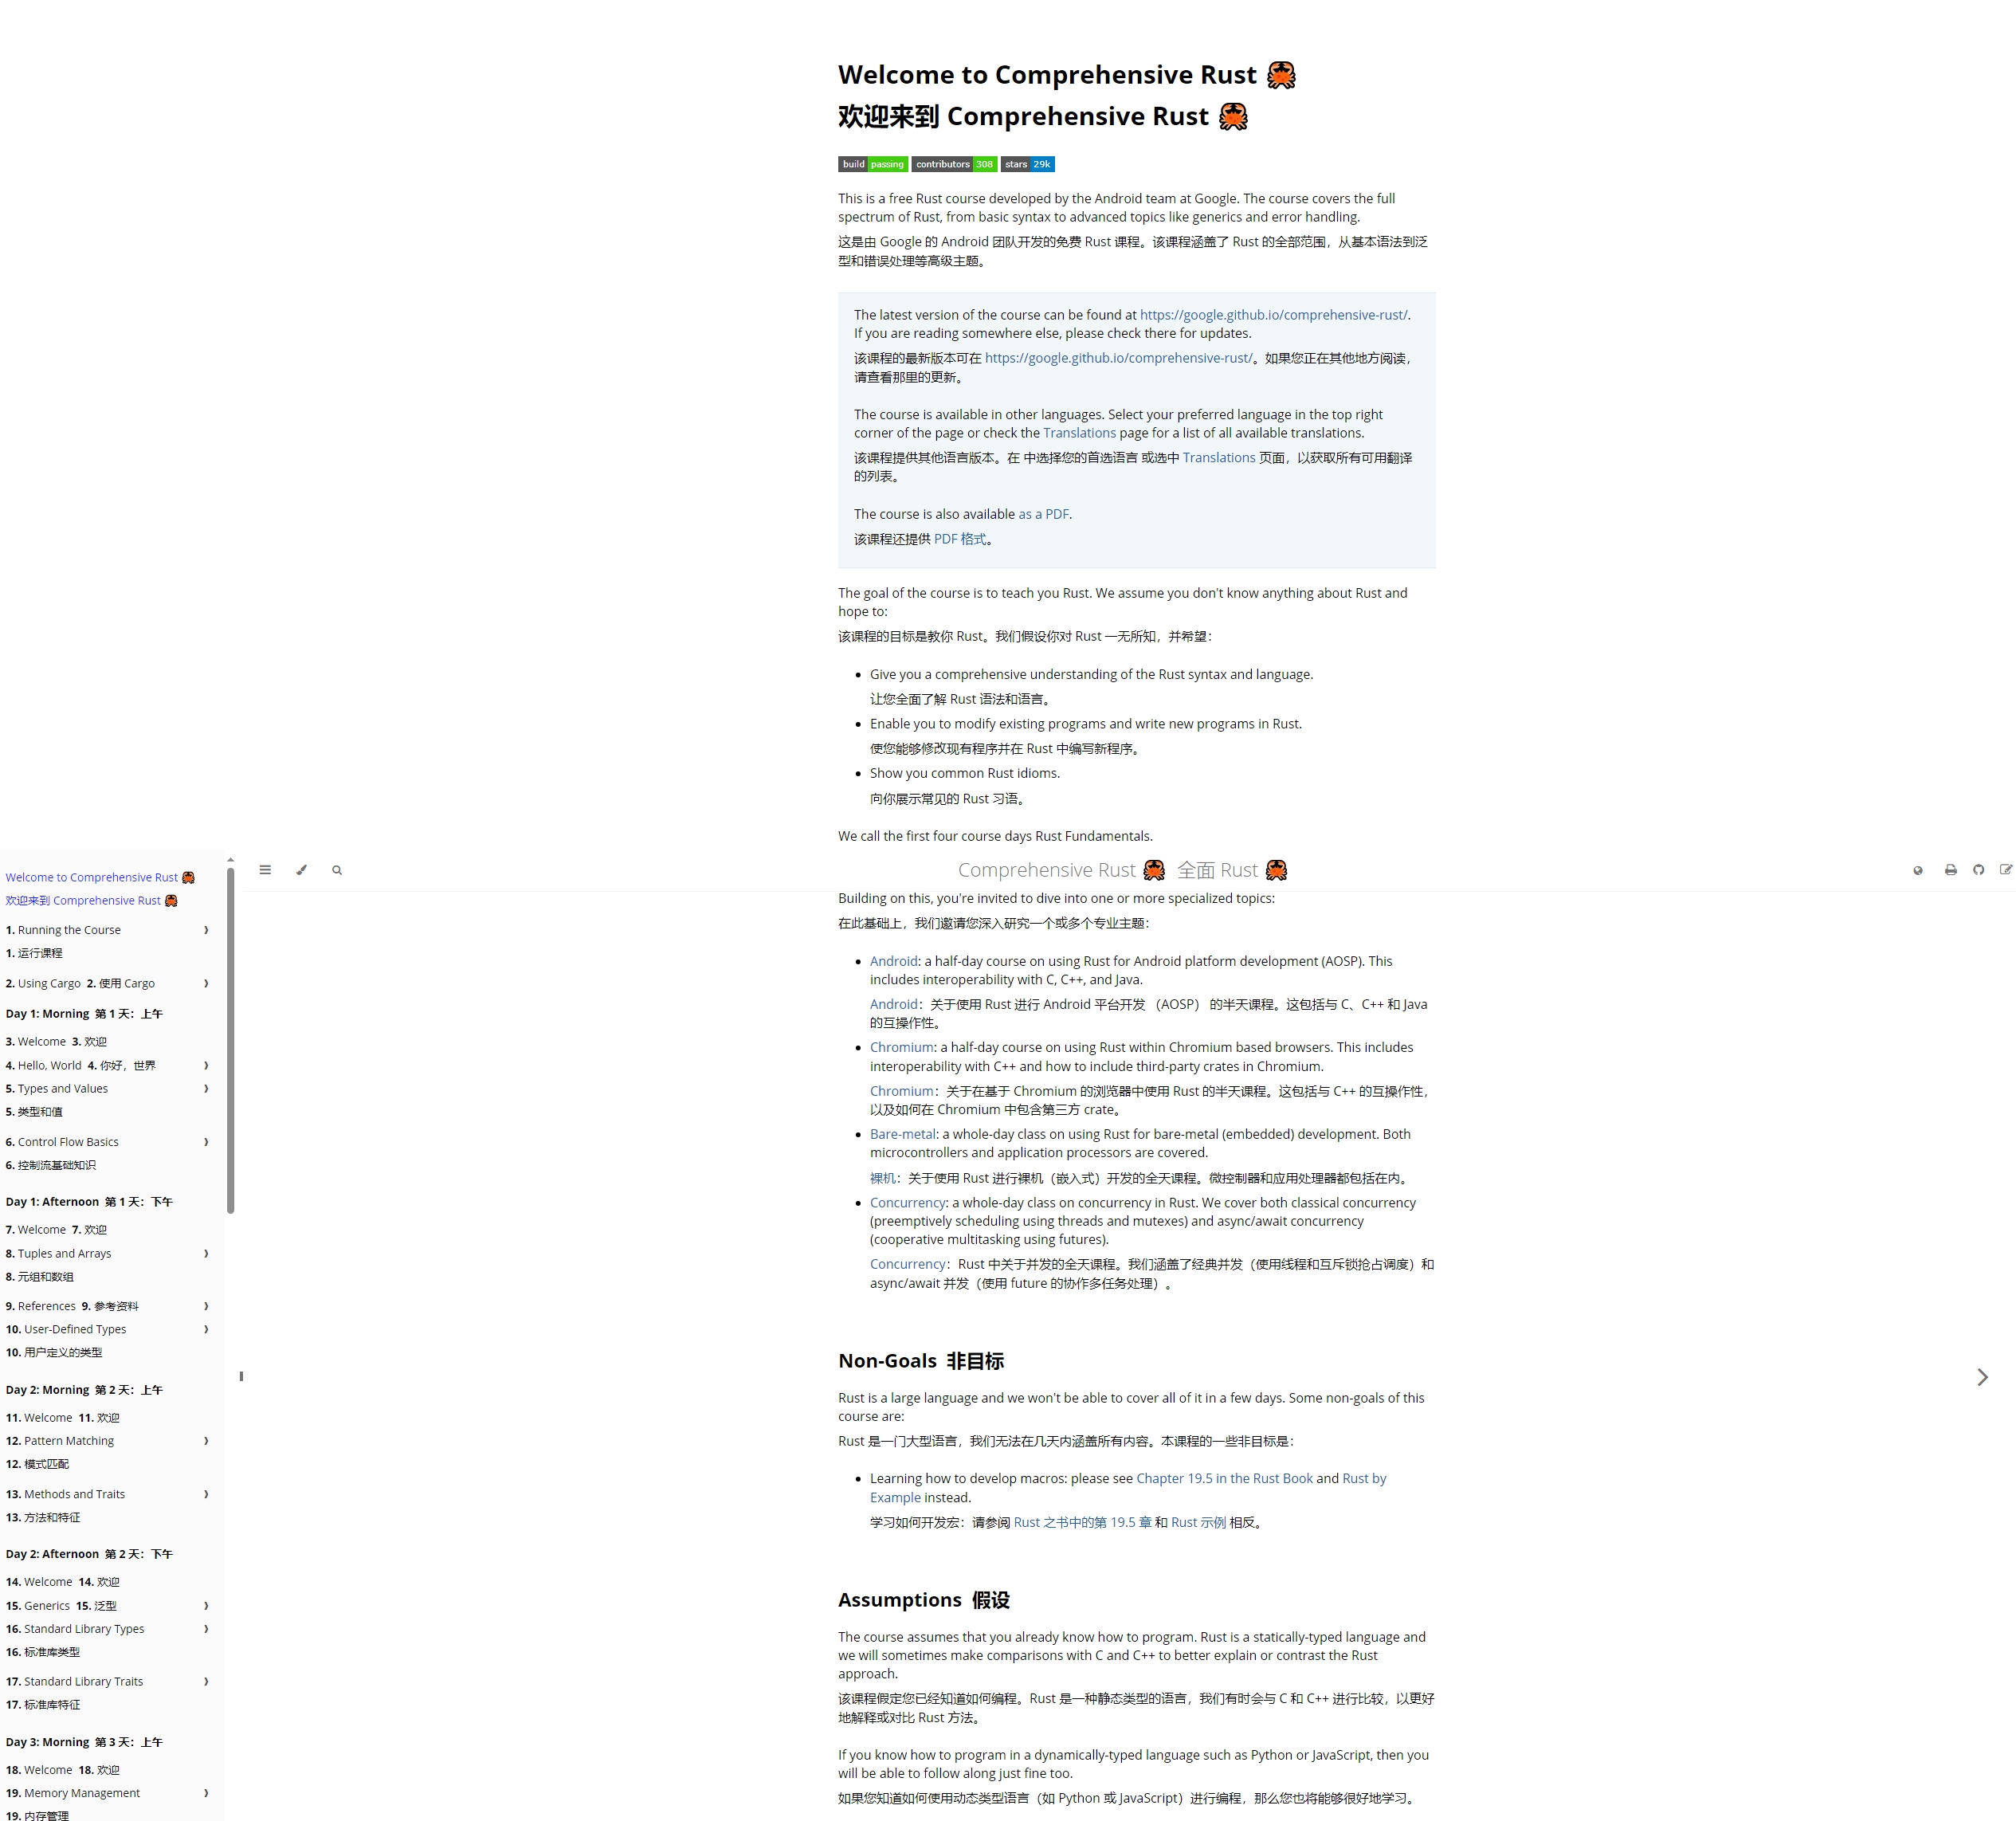 Welcome to Comprehensive Rust 🦀
欢迎来到 Comprehensive Rust 🦀
build passing contributors 308 stars 29k
This is a free Rust course developed by the Android team at Google. The course covers the full
spectrum of Rust, from basic syntax to advanced topics like generics and error handling.
这是由 Google 的 Android 团队开发的免费 Rust 课程。该课程涵盖了 Rust 的全部范围，从基本语法到泛
型和错误处理等高级主题。
The latest version of the course can be found at https://google.github.io/comprehensive-rust/.
If you are reading somewhere else, please check there for updates.
该课程的最新版本可在 https://google.github.io/comprehensive-rust/。如果您正在其他地方阅读，
请查看那里的更新。
The course is available in other languages. Select your preferred language in the top right
corner of the page or check the Translations page for a list of all available translations.
该课程提供其他语言版本。在 中选择您的首选语言 或选中 Translations 页面，以获取所有可用翻译
的列表。
The course is also available as a PDF.
该课程还提供 PDF 格式。
The goal of the course is to teach you Rust. We assume you don't know anything about Rust and
hope to:
该课程的目标是教你 Rust。我们假设你对 Rust 一无所知，并希望：
• Give you a comprehensive understanding of the Rust syntax and language.
让您全面了解 Rust 语法和语言。
• Enable you to modify existing programs and write new programs in Rust.
使您能够修改现有程序并在 Rust 中编写新程序。
• Show you common Rust idioms.
向你展示常见的 Rust 习语。
We call the first four course days Rust Fundamentals.
Comprehensive Rust 🦀 全面 Rust 🦀
Building on this, you're invited to dive into one or more specialized topics:
在此基础上，我们邀请您深入研究一个或多个专业主题：
• Android: a half-day course on using Rust for Android platform development (AOSP). This
includes interoperability with C, C++, and Java.
Android：关于使用 Rust 进行 Android 平台开发 （AOSP） 的半天课程。这包括与 C、C++ 和 Java
的互操作性。
• Chromium: a half-day course on using Rust within Chromium based browsers. This includes
interoperability with C++ and how to include third-party crates in Chromium.
Chromium：关于在基于 Chromium 的浏览器中使用 Rust 的半天课程。这包括与 C++ 的互操作性，
以及如何在 Chromium 中包含第三方 crate。
• Bare-metal: a whole-day class on using Rust for bare-metal (embedded) development. Both
microcontrollers and application processors are covered.
裸机：关于使用 Rust 进行裸机（嵌入式）开发的全天课程。微控制器和应用处理器都包括在内。
• Concurrency: a whole-day class on concurrency in Rust. We cover both classical concurrency
(preemptively scheduling using threads and mutexes) and async/await concurrency
(cooperative multitasking using futures).
Concurrency：Rust 中关于并发的全天课程。我们涵盖了经典并发（使用线程和互斥锁抢占调度）和
async/await 并发（使用 future 的协作多任务处理）。
Non-Goals 非目标
Rust is a large language and we won't be able to cover all of it in a few days. Some non-goals of this
course are:
Rust 是一门大型语言，我们无法在几天内涵盖所有内容。本课程的一些非目标是：
• Learning how to develop macros: please see Chapter 19.5 in the Rust Book and Rust by
Example instead.
学习如何开发宏：请参阅 Rust 之书中的第 19.5 章 和 Rust 示例 相反。
Assumptions 假设
The course assumes that you already know how to program. Rust is a statically-typed language and
we will sometimes make comparisons with C and C++ to better explain or contrast the Rust
approach.
该课程假定您已经知道如何编程。Rust 是一种静态类型的语言，我们有时会与 C 和 C++ 进行比较，以更好
地解释或对比 Rust 方法。
If you know how to program in a dynamically-typed language such as Python or JavaScript, then you
will be able to follow along just fine too.
如果您知道如何使用动态类型语言（如 Python 或 JavaScript）进行编程，那么您也将能够很好地学习。
Welcome to Comprehensive Rust 🦀
欢迎来到 Comprehensive Rust 🦀
1. Running the Course
1. 运行课程
2. Using Cargo 2. 使用 Cargo
Day 1: Morning 第 1 天：上午
3. Welcome 3. 欢迎
4. Hello, World 4. 你好，世界
5. Types and Values
5. 类型和值
6. Control Flow Basics
6. 控制流基础知识
Day 1: Afternoon 第 1 天：下午
7. Welcome 7. 欢迎
8. Tuples and Arrays
8. 元组和数组
9. References 9. 参考资料
10. User-Defined Types
10. 用户定义的类型
Day 2: Morning 第 2 天：上午
11. Welcome 11. 欢迎
12. Pattern Matching
12. 模式匹配
13. Methods and Traits
13. 方法和特征
Day 2: Afternoon 第 2 天：下午
14. Welcome 14. 欢迎
15. Generics 15. 泛型
16. Standard Library Types
16. 标准库类型
17. Standard Library Traits
17. 标准库特征
Day 3: Morning 第 3 天：上午
18. Welcome 18. 欢迎
19. Memory Management
19. 内存管理